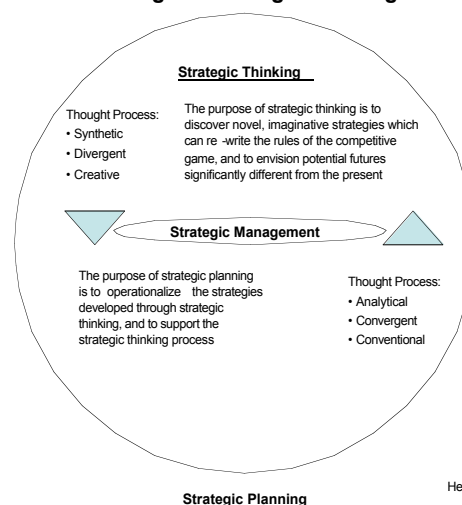 Strategic Thinking
Thought Process:
• Synthetic
• Divergent
• Creative
The purpose of strategic thinking is to
discover novel, imaginative strategies which
can re -write the rules of the competitive
game, and to envision potential futures
significantly different from the present
Strategic Management
The purpose of strategic planning
is to operationalize the strategies
developed through strategic
thinking, and to support the
strategic thinking process
Thought Process:
• Analytical
• Convergent
• Conventional
He
Strategic Planning